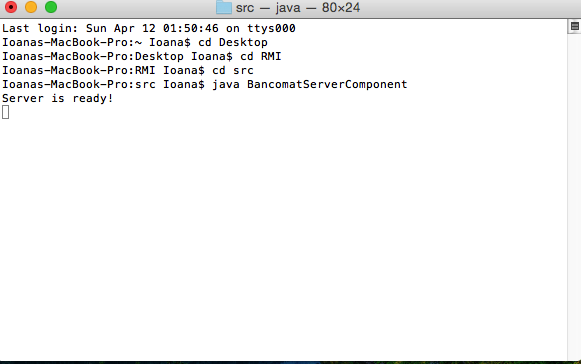 src — java — 80×24
Last login: Sun Apr 12 01:50:46 on ttys000
Ioanas-MacBook-Pro:~ Ioana$ cd Desktop
Ioanas-MacBook-Pro:Desktop Ioana$ cd RMI
Ioanas-MacBook-Pro:RMI Ioana$ cd src
Ioanas-MacBook-Pro:src Ioana$ java BancomatServerComponent
Server is ready!